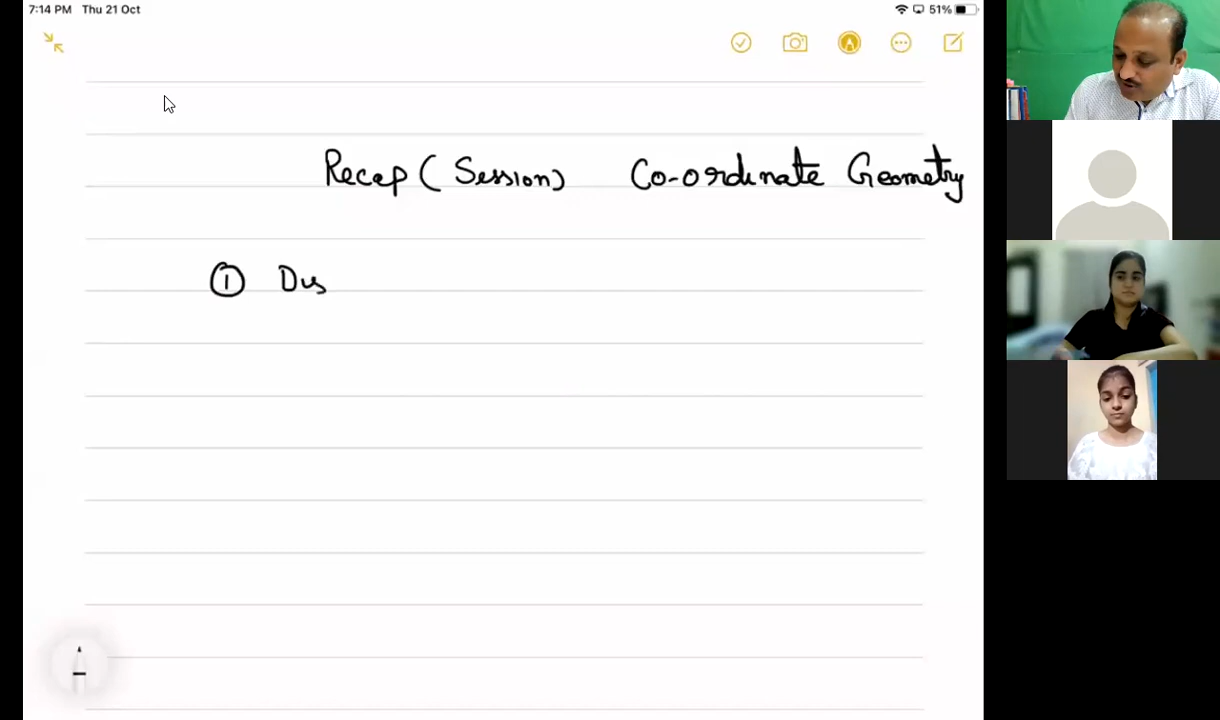 7:14 PM Thu 21 Oct
51%
Recap (Session) Co-ordinate Geometry
① Dis